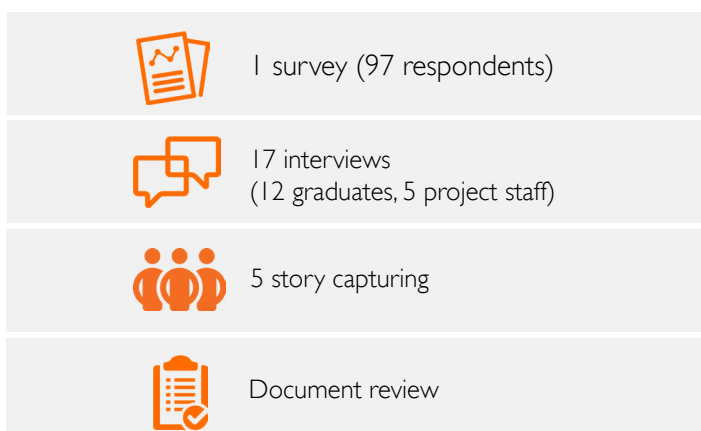 1 survey (97 respondents)
17 interviews
(12 graduates, 5 project staff)
5 story capturing
Document review